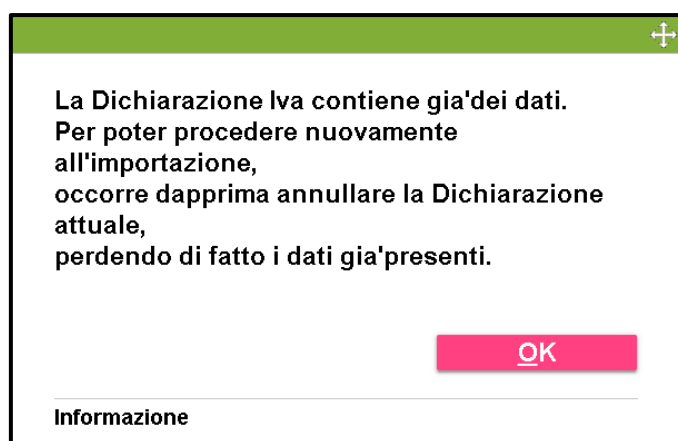 La Dichiarazione Iva contiene gia'dei dati.
Per poter procedere nuovamente
all'importazione,
occorre dapprima annullare la Dichiarazione
attuale,
perdendo di fatto i dati gia'presenti.
OK
Informazione